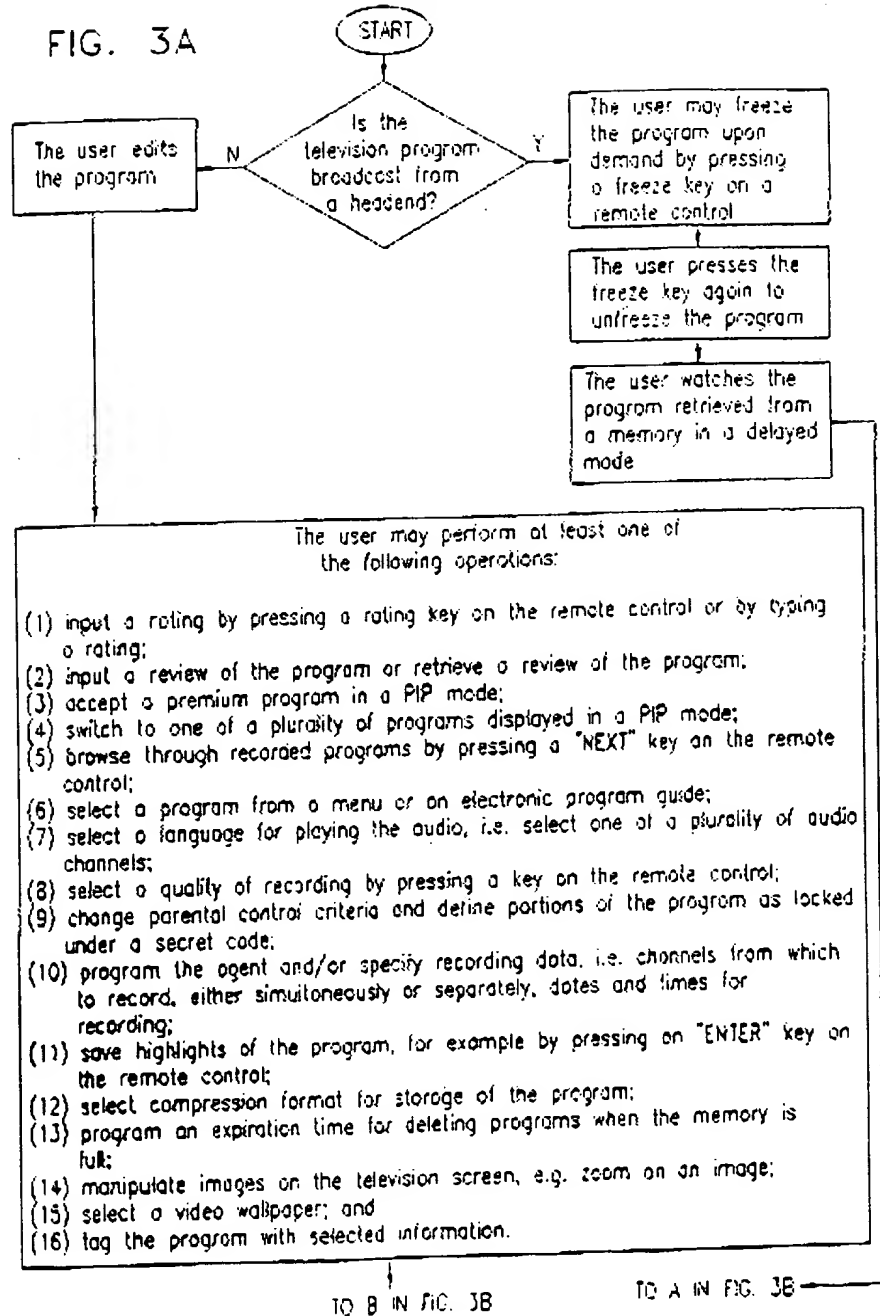 FIG. 3A
START
Is the
television program
broadcast from
a headend?
N
Y
The user edits
the program
The user may freeze
the program upon
demand by pressing
a freeze key on a
remote control
The user presses the
freeze key again to
unfreeze the program
The user watches the
program retrieved from
a memory in a delayed
mode
The user may perform at least one of
the following operations:
(1) input a rating by pressing a rating key on the remote control or by typing
a rating;
(2) input a review of the program or retrieve a review of the program;
(3) accept a premium program in a PIP mode;
(4) switch to one of a plurality of programs displayed in a PIP mode;
(5) browse through recorded programs by pressing a "NEXT" key on the remote
control;
(6) select a program from a menu or an electronic program guide;
(7) select a language for playing the audio, i.e. select one of a plurality of audio
channels;
(8) select a quality of recording by pressing a key on the remote control;
(9) change parental control criteria and define portions of the program as locked
under a secret code;
(10) program the agent and/or specify recording data, i.e. channels from which
to record, either simultaneously or separately, dates and times for
recording;
(11) save highlights of the program, for example by pressing an "ENTER" key on
the remote control;
(12) select compression format for storage of the program;
(13) program an expiration time for deleting programs when the memory is
full;
(14) manipulate images on the television screen, e.g. zoom on an image;
(15) select a video wallpaper; and
(16) tag the program with selected information.
TO B IN FIG. 3B
TO A IN FIG. 3B